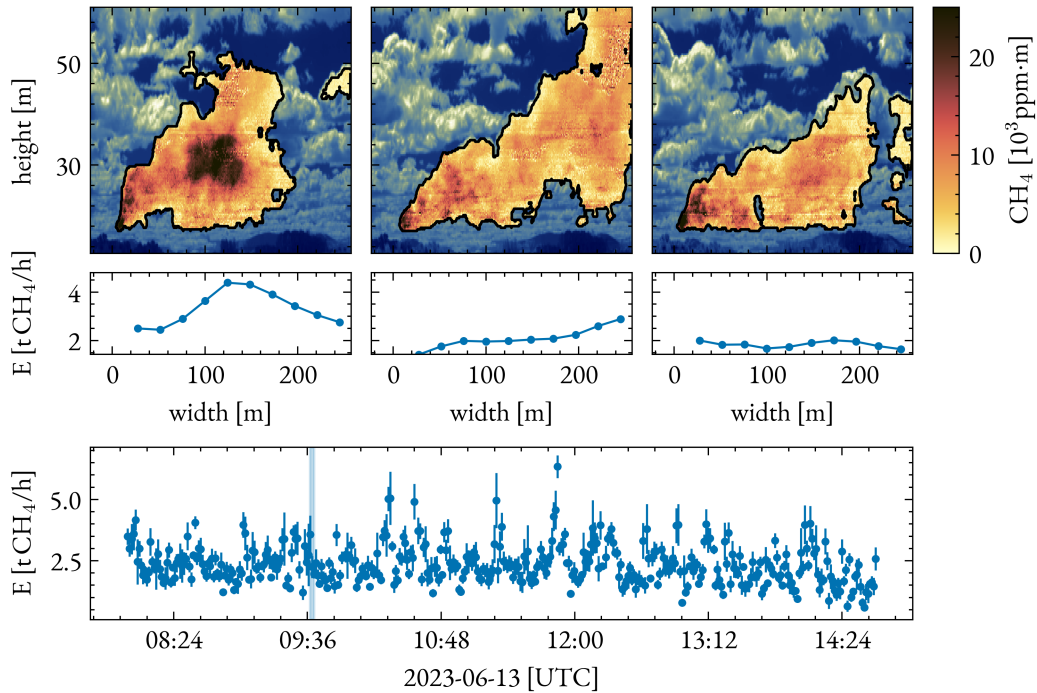 height [m]
50
30
20
10
0
CH₄ [10³ppm·m]
E [tCH₄/h]
4
2
0 100 200
0 100 200
0 100 200
width [m]
width [m]
width [m]
E [tCH₄/h]
5.0
2.5
08:24 09:36 10:48 12:00 13:12 14:24
2023-06-13 [UTC]